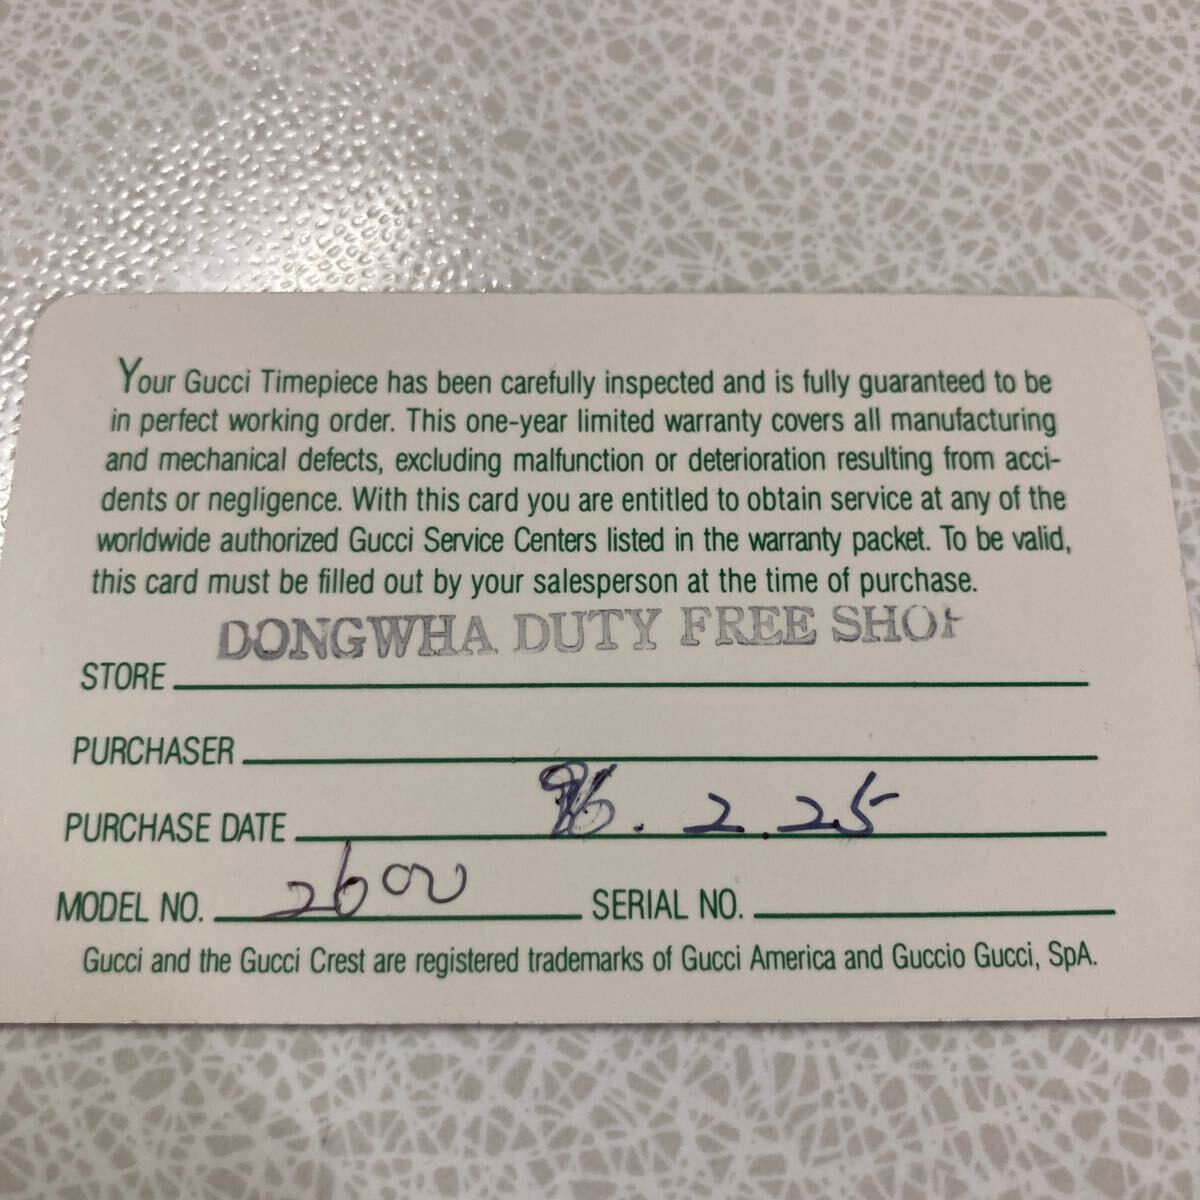 Your Gucci Timepiece has been carefully inspected and is fully guaranteed to be
in perfect working order. This one-year limited warranty covers all manufacturing
and mechanical defects, excluding malfunction or deterioration resulting from acci-
dents or negligence. With this card you are entitled to obtain service at any of the
worldwide authorized Gucci Service Centers listed in the warranty packet. To be valid,
this card must be filled out by your salesperson at the time of purchase.
DONGWHA DUTY FREE SHOP
STORE
PURCHASER
PURCHASE DATE 96. 2. 25
MODEL NO. 2600 SERIAL NO.
Gucci and the Gucci Crest are registered trademarks of Gucci America and Guccio Gucci, SpA.